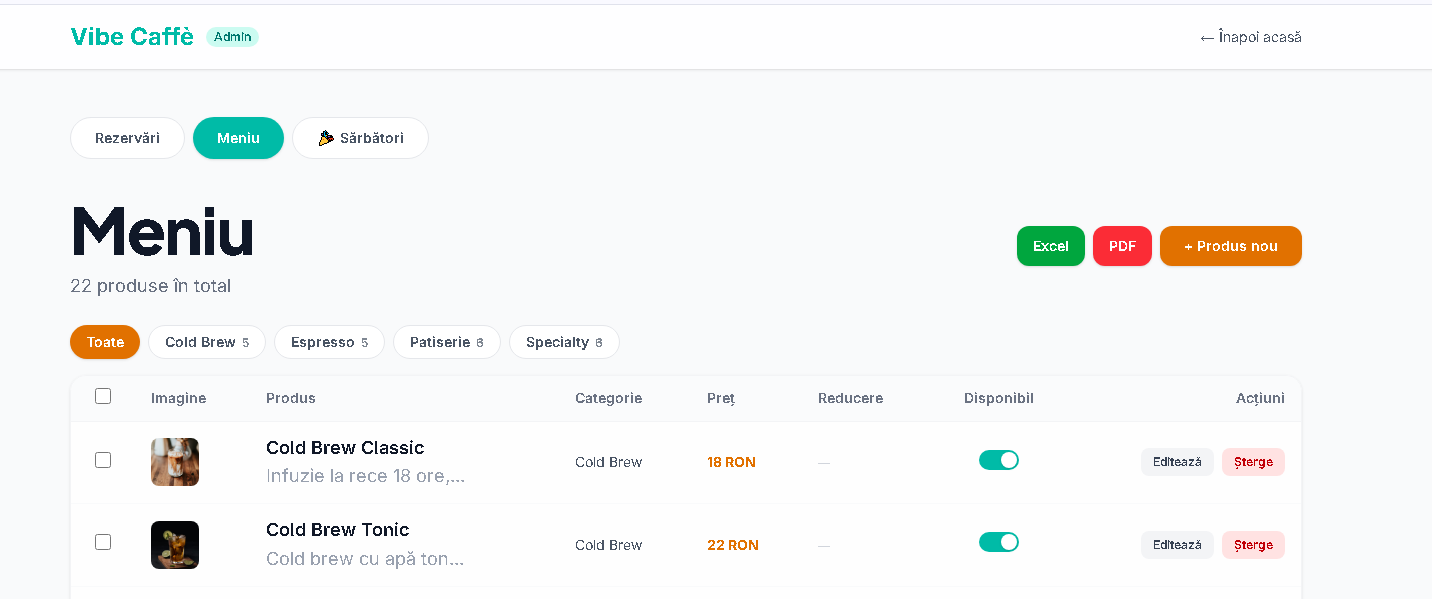 Vibe Caffè Admin ← Înapoi acasă
Rezervări Meniu 🎉 Sărbători
Meniu
Excel PDF + Produs nou
22 produse în total
Toate Cold Brew 5 Espresso 5 Patiserie 6 Specialty 6
Imagine Produs Categorie Preț Reducere Disponibil Acțiuni
Cold Brew Classic
Infuzie la rece 18 ore,...
Cold Brew 18 RON — Editează Șterge
Cold Brew Tonic
Cold brew cu apă ton...
Cold Brew 22 RON — Editează Șterge